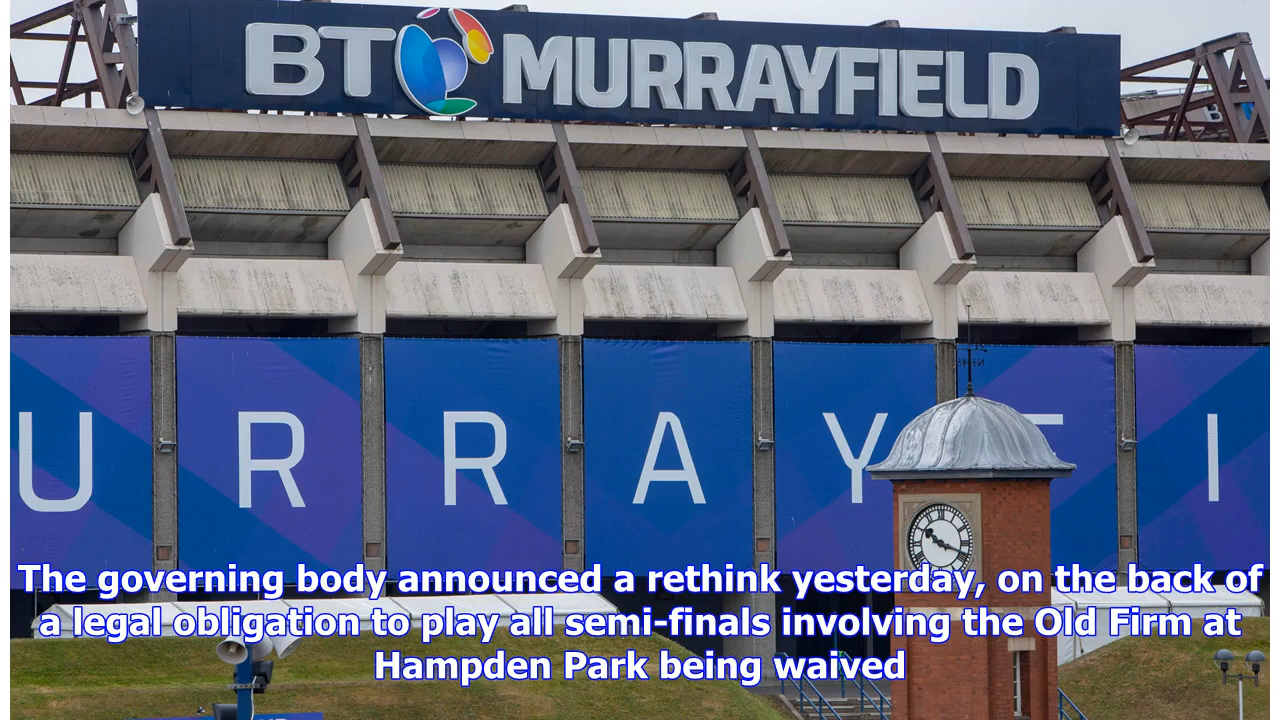 BT MURRAYFIELD
URRAYFI
The governing body announced a rethink yesterday, on the back of
a legal obligation to play all semi-finals involving the Old Firm at
Hampden Park being waived